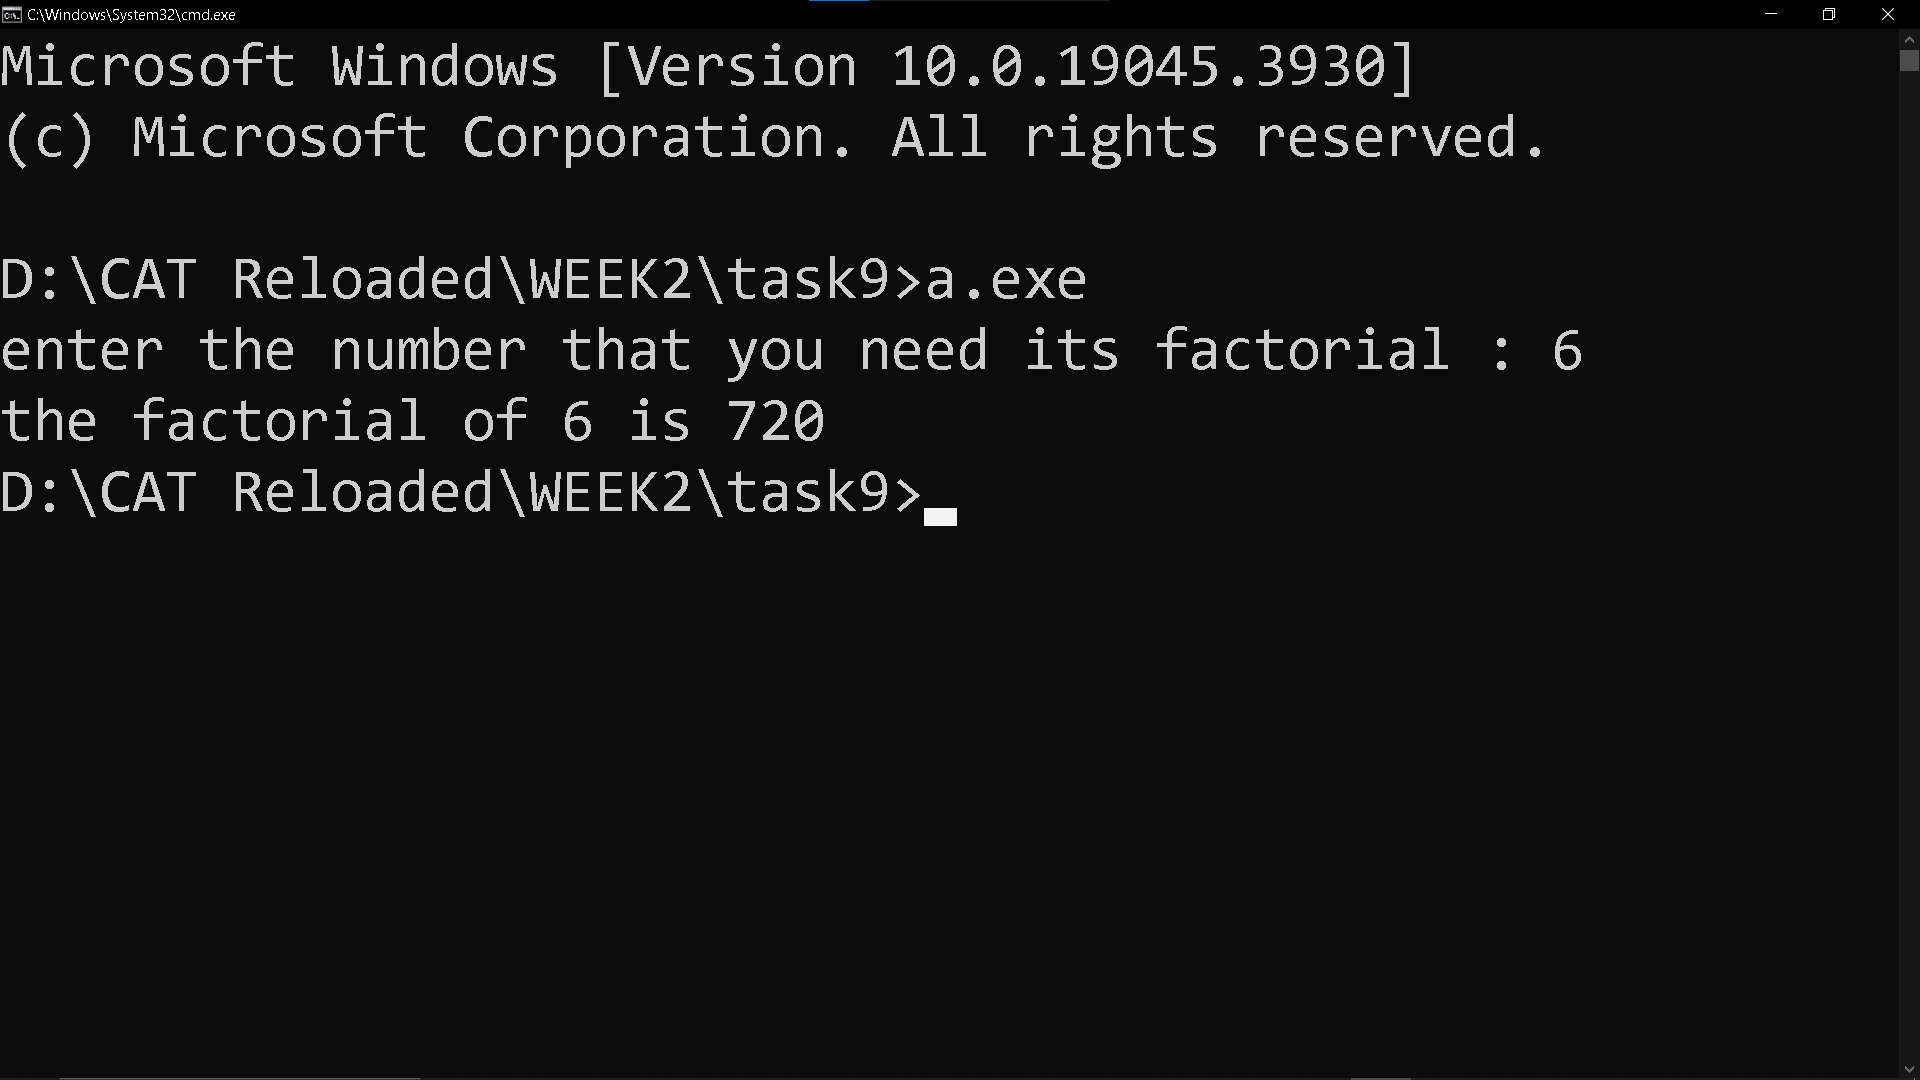 C:\Windows\System32\cmd.exe
Microsoft Windows [Version 10.0.19045.3930]
(c) Microsoft Corporation. All rights reserved.
D:\CAT Reloaded\WEEK2\task9>a.exe
enter the number that you need its factorial : 6
the factorial of 6 is 720
D:\CAT Reloaded\WEEK2\task9>